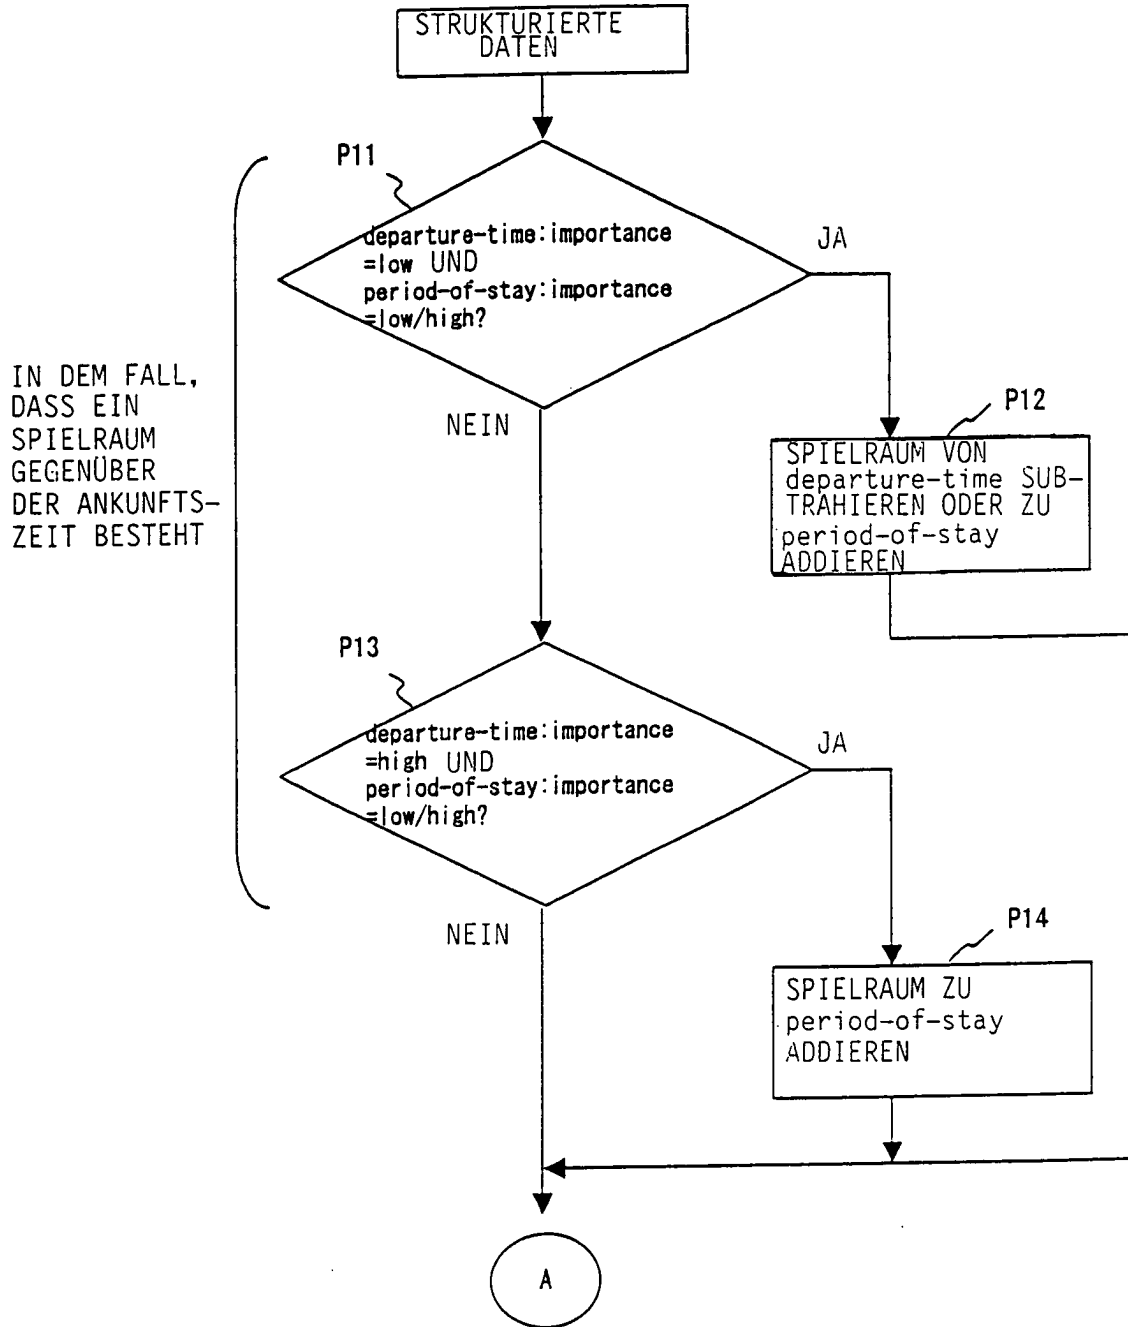 STRUKTURIERTE
DATEN
P11
departure-time:importance
=low UND
period-of-stay:importance
=low/high?
JA
NEIN
IN DEM FALL,
DASS EIN
SPIELRAUM
GEGENÜBER
DER ANKUNFTS-
ZEIT BESTEHT
P12
SPIELRAUM VON
departure-time SUB-
TRAHIEREN ODER ZU
period-of-stay
ADDIEREN
P13
departure-time:importance
=high UND
period-of-stay:importance
=low/high?
JA
NEIN
P14
SPIELRAUM ZU
period-of-stay
ADDIEREN
A